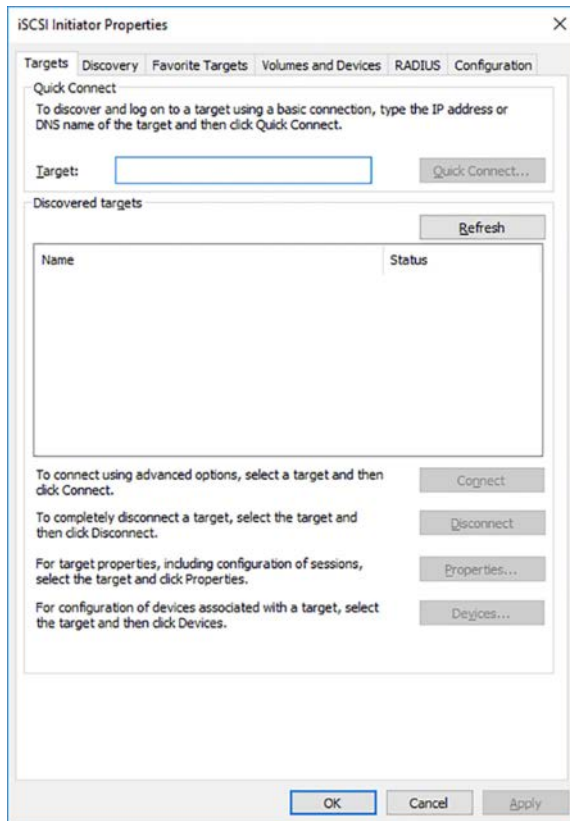 iSCSI Initiator Properties
Targets Discovery Favorite Targets Volumes and Devices RADIUS Configuration
Quick Connect
To discover and log on to a target using a basic connection, type the IP address or
DNS name of the target and then click Quick Connect.
Target:
Quick Connect...
Discovered targets
Refresh
Name Status
To connect using advanced options, select a target and then
click Connect.
Connect
To completely disconnect a target, select the target and
then click Disconnect.
Disconnect
For target properties, including configuration of sessions,
select the target and click Properties.
Properties...
For configuration of devices associated with a target, select
the target and then click Devices.
Devices...
OK Cancel Apply